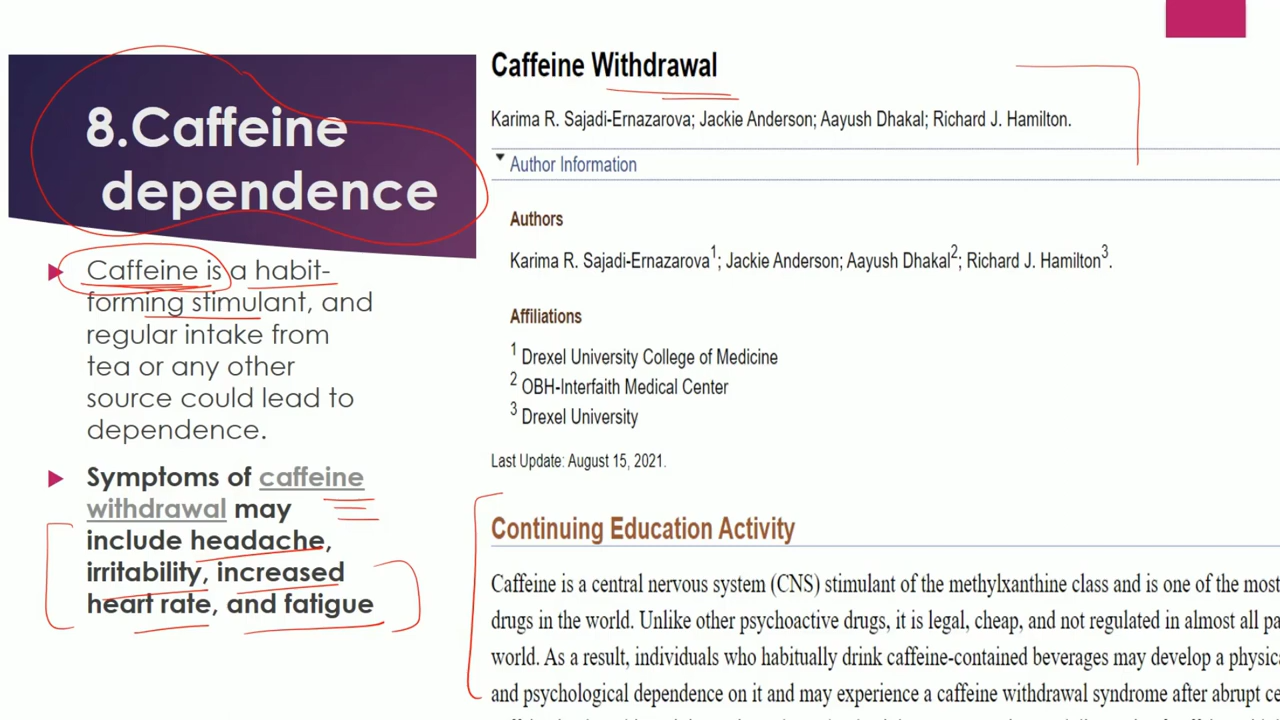 8.Caffeine
dependence
Caffeine is a habit-
forming stimulant, and
regular intake from
tea or any other
source could lead to
dependence.
Symptoms of caffeine
withdrawal may
include headache,
irritability, increased
heart rate, and fatigue
Caffeine Withdrawal
Karima R. Sajadi-Ernazarova; Jackie Anderson; Aayush Dhakal; Richard J. Hamilton.
Author Information
Authors
Karima R. Sajadi-Ernazarova1; Jackie Anderson; Aayush Dhakal2; Richard J. Hamilton3.
Affiliations
1 Drexel University College of Medicine
2 OBH-Interfaith Medical Center
3 Drexel University
Last Update: August 15, 2021.
Continuing Education Activity
Caffeine is a central nervous system (CNS) stimulant of the methylxanthine class and is one of the most
drugs in the world. Unlike other psychoactive drugs, it is legal, cheap, and not regulated in almost all pa
world. As a result, individuals who habitually drink caffeine-contained beverages may develop a physica
and psychological dependence on it and may experience a caffeine withdrawal syndrome after abrupt ce